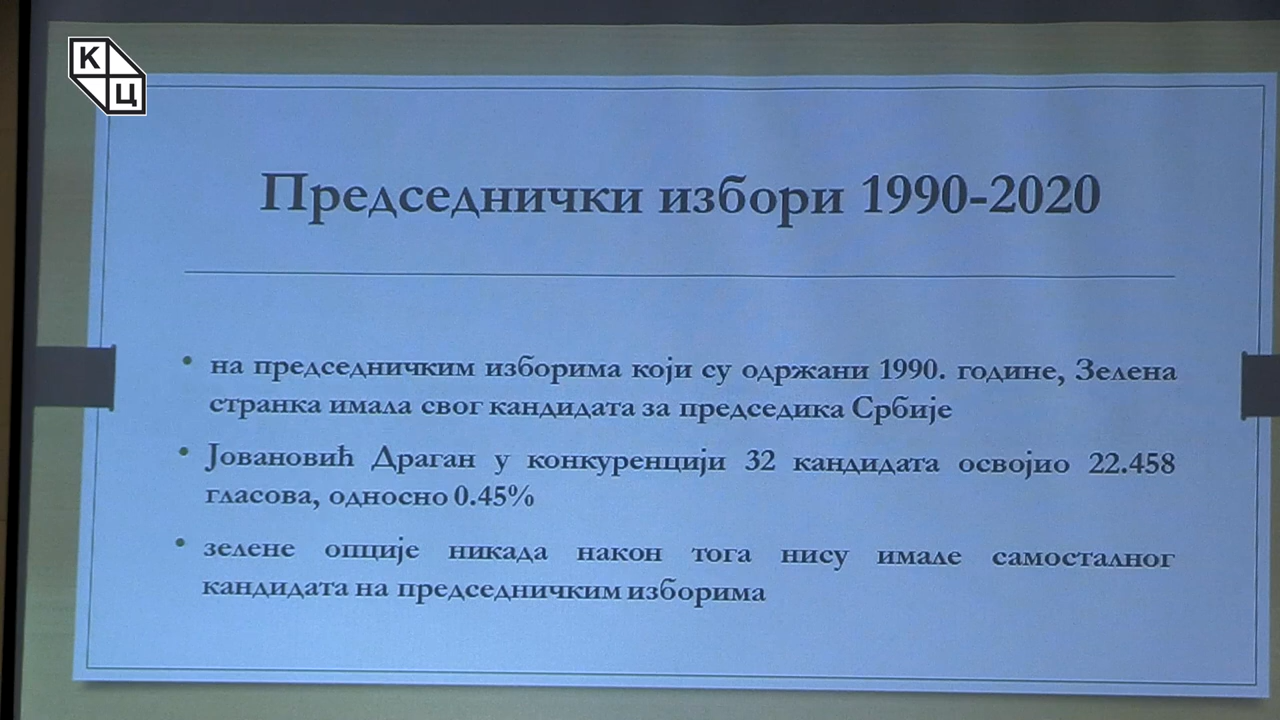 К
Ц
Председнички избори 1990-2020
• на председничким изборима који су одржани 1990. године, Зелена
странка имала свог кандидата за председика Србије
• Јовановић Драган у конкуренцији 32 кандидата освојио 22.458
гласова, односно 0.45%
• зелене опције никада након тога нису имале самосталног
кандидата на председничким изборима